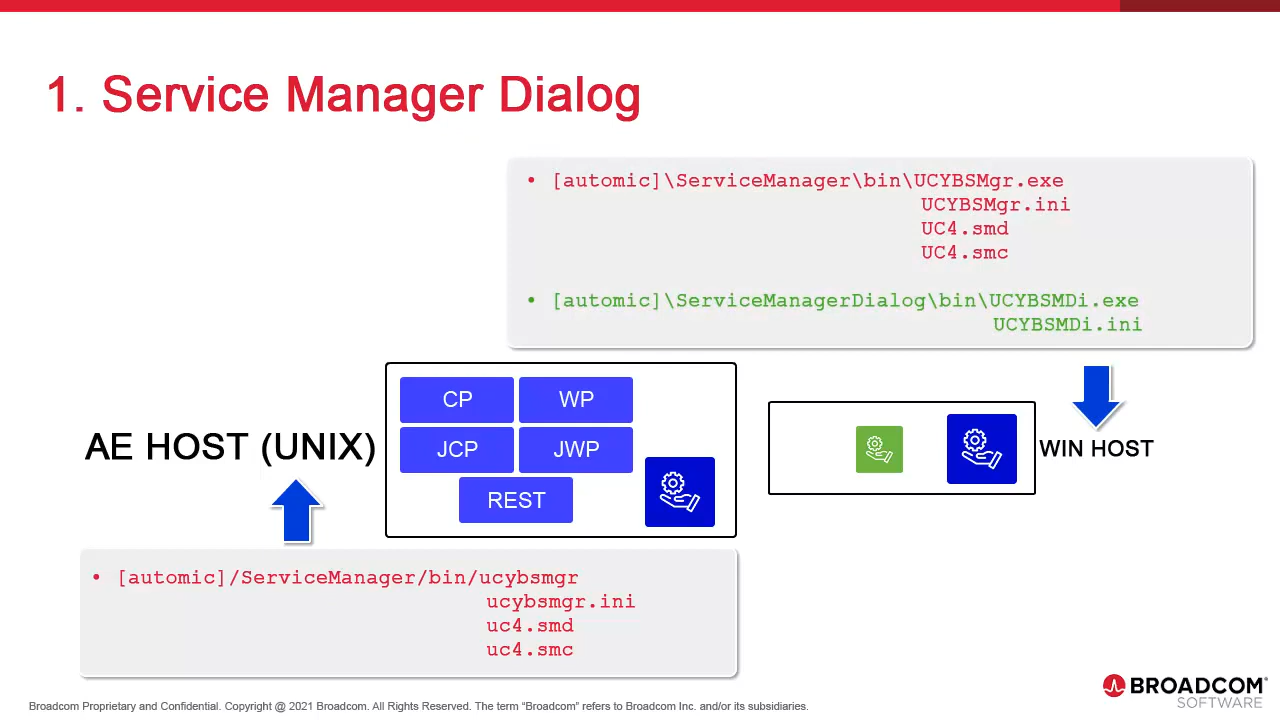 1. Service Manager Dialog
• [automic]\ServiceManager\bin\UCYBSMgr.exe
UCYBSMgr.ini
UC4.smd
UC4.smc
• [automic]\ServiceManagerDialog\bin\UCYBSMDi.exe
UCYBSMDi.ini
AE HOST (UNIX)
CP
WP
JCP
JWP
REST
WIN HOST
• [automic]/ServiceManager/bin/ucybsmgr
ucybsmgr.ini
uc4.smd
uc4.smc
BROADCOM®
SOFTWARE
Broadcom Proprietary and Confidential. Copyright @ 2021 Broadcom. All Rights Reserved. The term “Broadcom” refers to Broadcom Inc. and/or its subsidiaries.